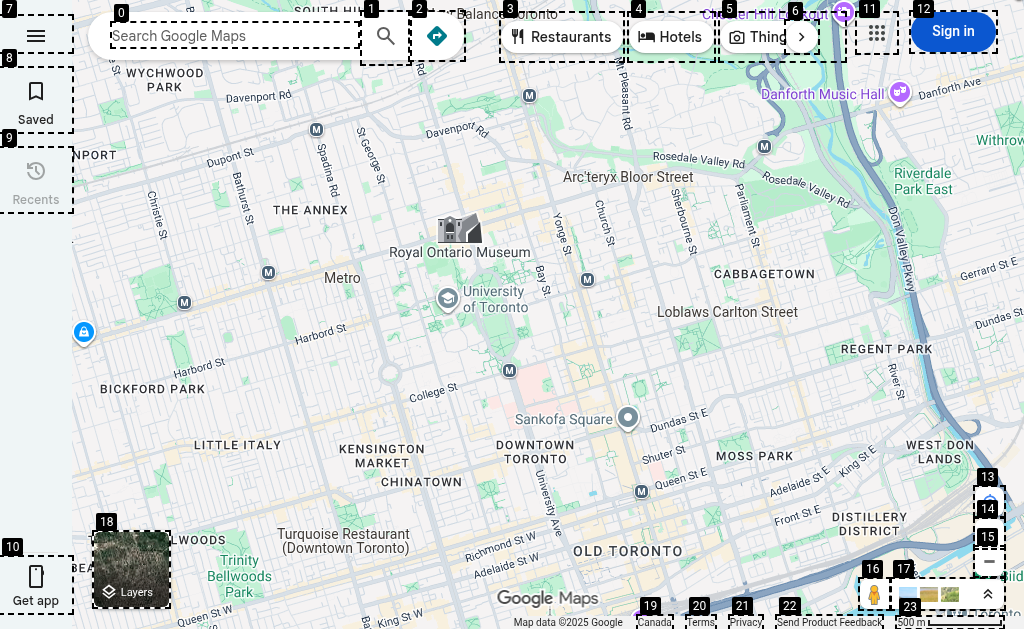 7
0
1
2
3
4
5
6
11
12
SOUTH HIL
Balance Toronto
Chester Hill Lookout
Search Google Maps
Restaurants
Hotels
Thing
Sign in
8
WYCHWOOD
PARK
Mt Pleasant Rd
Danforth Music Hall
Danforth Ave
Davenport Rd
Saved
9
Davenport Rd
NPORT
Dupont St
Spadina Rd
St George St
Rosedale Valley Rd
Withrow
Arc'teryx Bloor Street
Rosedale Valley Rd
Riverdale
Park East
Recents
Christie St
Bathurst St
THE ANNEX
Yonge St
Church St
Sherbourne St
Parliament St
Don Valley Pkwy
Royal Ontario Museum
Metro
Bay St
CABBAGETOWN
Gerrard St E
University
of Toronto
Loblaws Carlton Street
Dundas St
Harbord St
REGENT PARK
Harbord St
River St
BICKFORD PARK
College St
Sankofa Square
Dundas St E
LITTLE ITALY
KENSINGTON
MARKET
DOWNTOWN
TORONTO
Shuter St
MOSS PARK
King St E
WEST DON
LANDS
CHINATOWN
Queen St E
Adelaide St E
13
University Ave
14
18
Front St E
DISTILLERY
DISTRICT
Turquoise Restaurant
(Downtown Toronto)
LLWOODS
15
10
Richmond St W
OLD TORONTO
Trinity
Bellwoods
Park
Adelaide St W
16
17
BEA
Layers
Get app
Queen St W
Queen St W
Google Maps
19
20
21
22
23
Map data ©2025 Google
Canada
Terms
Privacy
Send Product Feedback
500 m